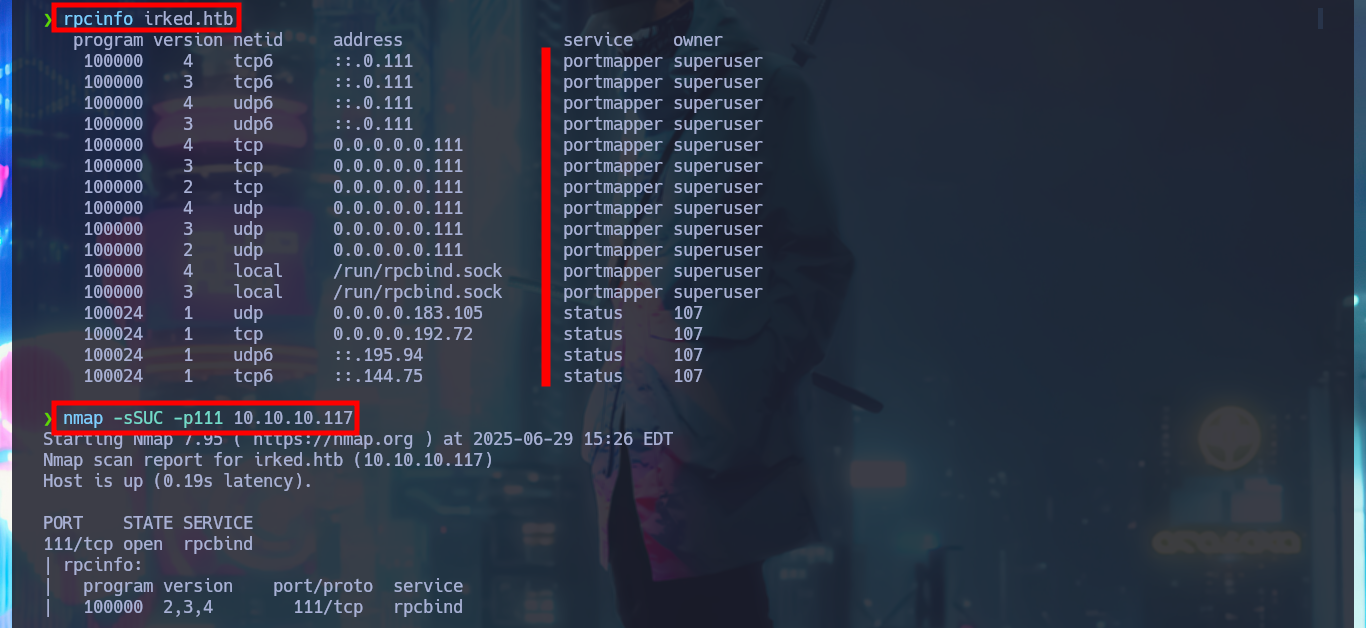 ❯ rpcinfo irked.htb
program version netid address service owner
100000 4 tcp6 ::.0.111 portmapper superuser
100000 3 tcp6 ::.0.111 portmapper superuser
100000 4 udp6 ::.0.111 portmapper superuser
100000 3 udp6 ::.0.111 portmapper superuser
100000 4 tcp 0.0.0.0.0.111 portmapper superuser
100000 3 tcp 0.0.0.0.0.111 portmapper superuser
100000 2 tcp 0.0.0.0.0.111 portmapper superuser
100000 4 udp 0.0.0.0.0.111 portmapper superuser
100000 3 udp 0.0.0.0.0.111 portmapper superuser
100000 2 udp 0.0.0.0.0.111 portmapper superuser
100000 4 local /run/rpcbind.sock portmapper superuser
100000 3 local /run/rpcbind.sock portmapper superuser
100024 1 udp 0.0.0.0.183.105 status 107
100024 1 tcp 0.0.0.0.192.72 status 107
100024 1 udp6 ::.195.94 status 107
100024 1 tcp6 ::.144.75 status 107
❯ nmap -sSUC -p111 10.10.10.117
Starting Nmap 7.95 ( https://nmap.org ) at 2025-06-29 15:26 EDT
Nmap scan report for irked.htb (10.10.10.117)
Host is up (0.19s latency).
PORT STATE SERVICE
111/tcp open rpcbind
| rpcinfo:
| program version port/proto service
| 100000 2,3,4 111/tcp rpcbind